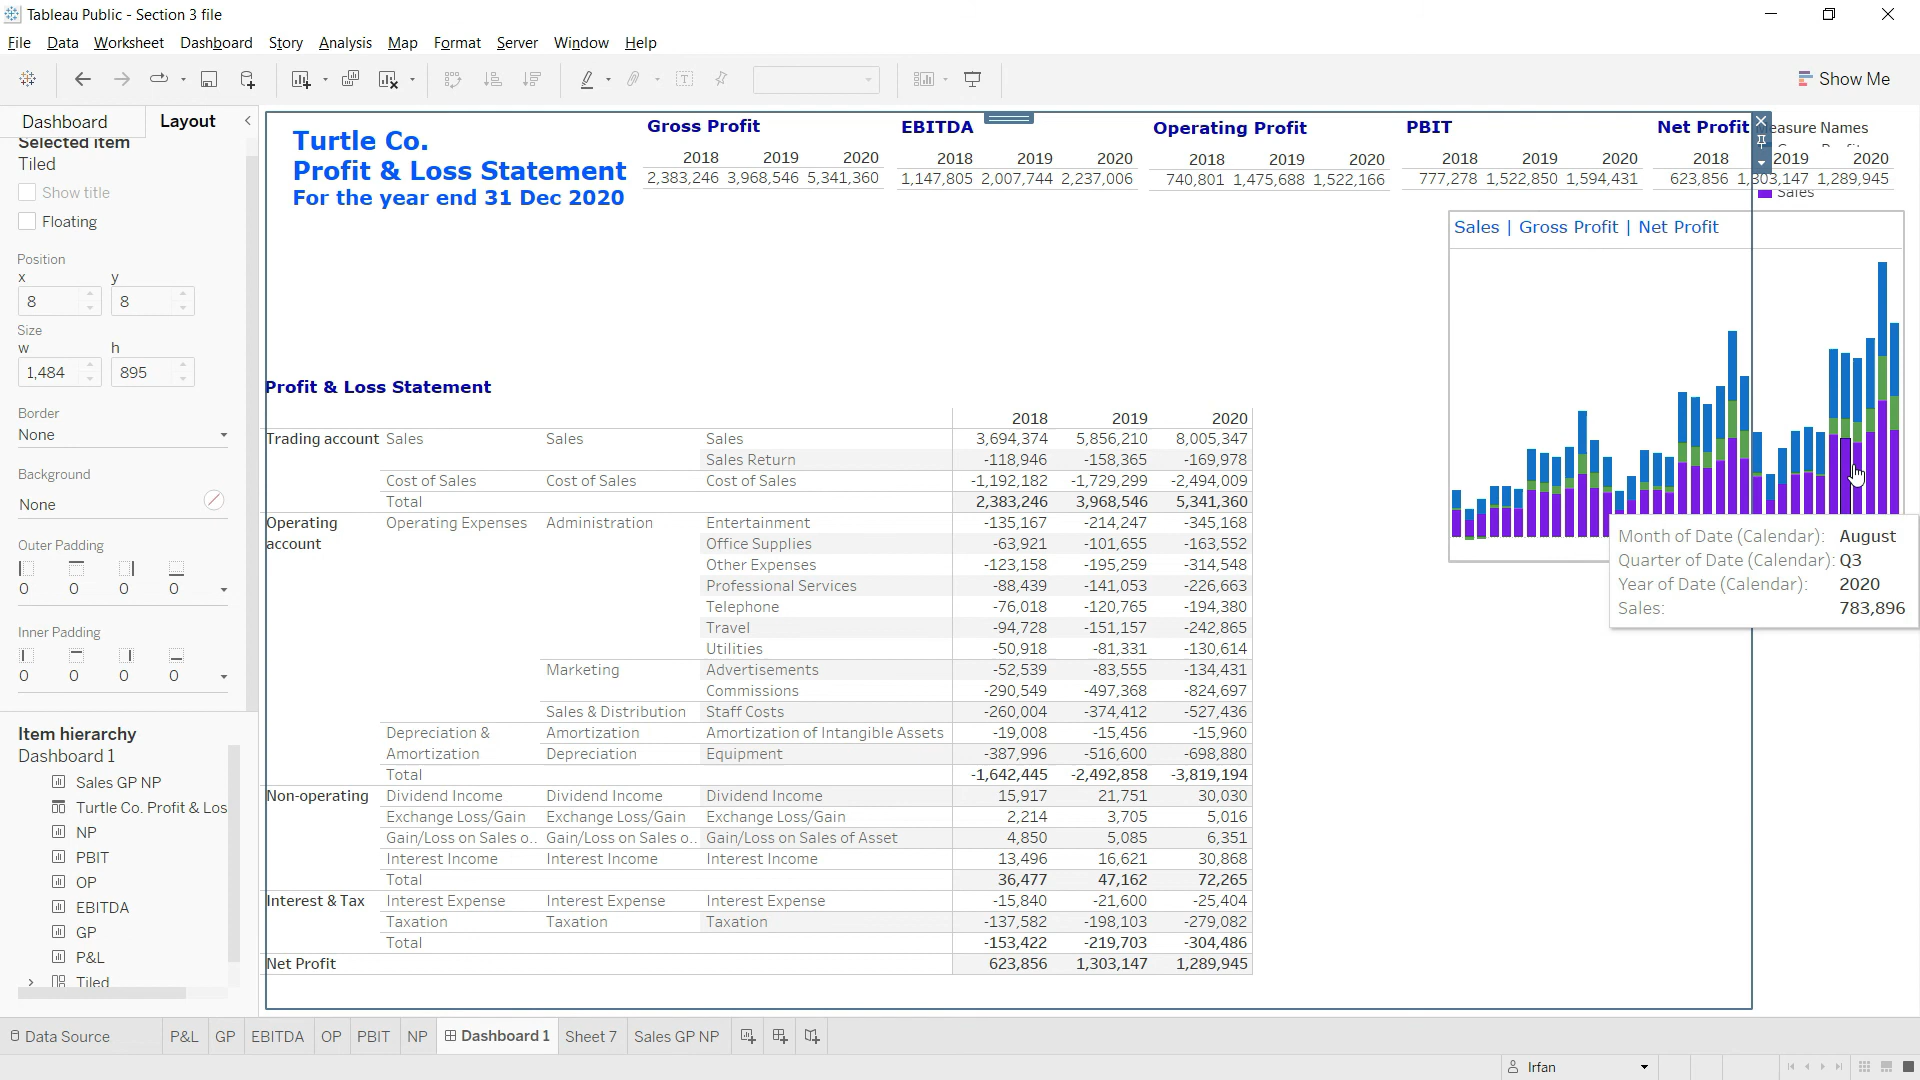 Tableau Public - Section 3 file
File Data Worksheet Dashboard Story Analysis Map Format Server Window Help
Show Me
Dashboard Layout
Selected item
Tiled
Show title
Floating
Position
x y
8 8
Size
w h
1,484 895
Border
None
Background
None
Outer Padding
0 0 0 0
Inner Padding
0 0 0 0
Item hierarchy
Dashboard 1
Sales GP NP
Turtle Co. Profit & Los
NP
PBIT
OP
EBITDA
GP
P&L
Tiled
Turtle Co.
Profit & Loss Statement
For the year end 31 Dec 2020
Gross Profit
2018 2019 2020
2,383,246 3,968,546 5,341,360
EBITDA
2018 2019 2020
1,147,805 2,007,744 2,237,006
Operating Profit
2018 2019 2020
740,801 1,475,688 1,522,166
PBIT
2018 2019 2020
777,278 1,522,850 1,594,431
Net Profit
2018 2019 2020
623,856 1,303,147 1,289,945
Measure Names
Sales
Sales | Gross Profit | Net Profit
Month of Date (Calendar): August
Quarter of Date (Calendar): Q3
Year of Date (Calendar): 2020
Sales: 783,896
Profit & Loss Statement
2018 2019 2020
Trading account Sales Sales Sales 3,694,374 5,856,210 8,005,347
Sales Return -118,946 -158,365 -169,978
Cost of Sales Cost of Sales Cost of Sales -1,192,182 -1,729,299 -2,494,009
Total 2,383,246 3,968,546 5,341,360
Operating Operating Expenses Administration Entertainment -135,167 -214,247 -345,168
account Office Supplies -63,921 -101,655 -163,552
Other Expenses -123,158 -195,259 -314,548
Professional Services -88,439 -141,053 -226,663
Telephone -76,018 -120,765 -194,380
Travel -94,728 -151,157 -242,865
Utilities -50,918 -81,331 -130,614
Marketing Advertisements -52,539 -83,555 -134,431
Commissions -290,549 -497,368 -824,697
Sales & Distribution Staff Costs -260,004 -374,412 -527,436
Depreciation & Amortization Amortization of Intangible Assets -19,008 -15,456 -15,960
Amortization Depreciation Equipment -387,996 -516,600 -698,880
Total -1,642,445 -2,492,858 -3,819,194
Non-operating Dividend Income Dividend Income Dividend Income 15,917 21,751 30,030
Exchange Loss/Gain Exchange Loss/Gain Exchange Loss/Gain 2,214 3,705 5,016
Gain/Loss on Sales o.. Gain/Loss on Sales o.. Gain/Loss on Sales of Asset 4,850 5,085 6,351
Interest Income Interest Income Interest Income 13,496 16,621 30,868
Total 36,477 47,162 72,265
Interest & Tax Interest Expense Interest Expense Interest Expense -15,840 -21,600 -25,404
Taxation Taxation Taxation -137,582 -198,103 -279,082
Total -153,422 -219,703 -304,486
Net Profit 623,856 1,303,147 1,289,945
Data Source P&L GP EBITDA OP PBIT NP Dashboard 1 Sheet 7 Sales GP NP
Irfan